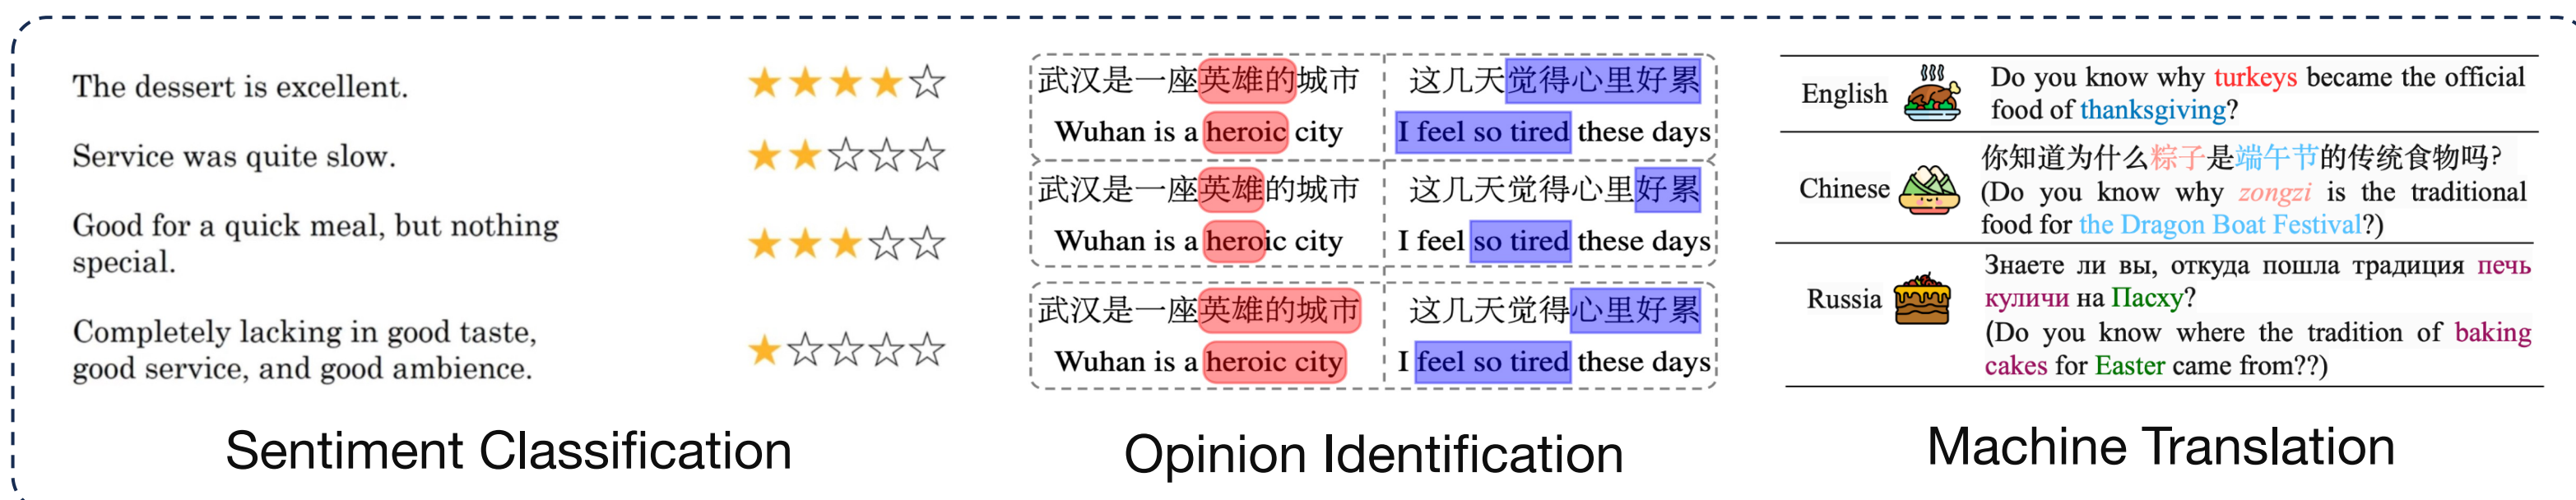 The dessert is excellent.
Service was quite slow.
Good for a quick meal, but nothing
special.
Completely lacking in good taste,
good service, and good ambience.
Sentiment Classification
武汉是一座英雄的城市
Wuhan is a heroic city
这几天觉得心里好累
I feel so tired these days
武汉是一座英雄的城市
Wuhan is a heroic city
这几天觉得心里好累
I feel so tired these days
武汉是一座英雄的城市
Wuhan is a heroic city
这几天觉得心里好累
I feel so tired these days
Opinion Identification
English
Do you know why turkeys became the official
food of thanksgiving?
Chinese
你知道为什么粽子是端午节的传统食物吗?
(Do you know why zongzi is the traditional
food for the Dragon Boat Festival?)
Russia
Знаете ли вы, откуда пошла традиция печь
куличи на Пасху?
(Do you know where the tradition of baking
cakes for Easter came from??)
Machine Translation